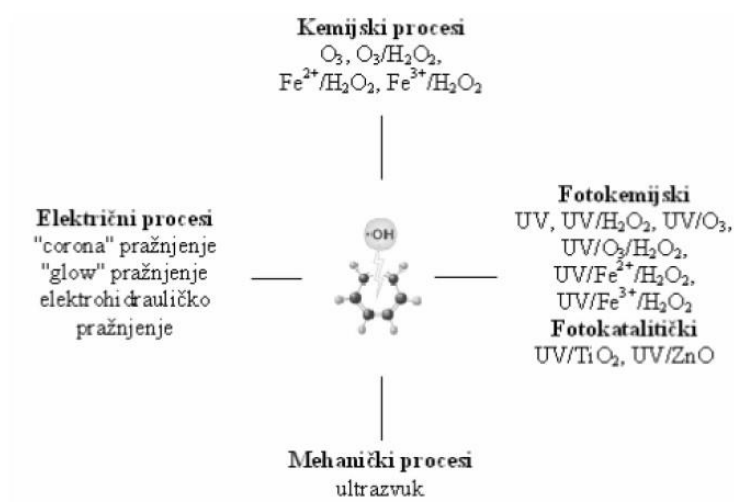 Kemijski procesi
O₃, O₃/H₂O₂,
Fe²⁺/H₂O₂, Fe³⁺/H₂O₂
Električni procesi
"corona" pražnjenje
"glow" pražnjenje
elektrohidrauličko
pražnjenje
•OH
Fotokemijski
UV, UV/H₂O₂, UV/O₃,
UV/O₃/H₂O₂,
UV/Fe²⁺/H₂O₂,
UV/Fe³⁺/H₂O₂
Fotokatalitički
UV/TiO₂, UV/ZnO
Mehanički procesi
ultrazvuk